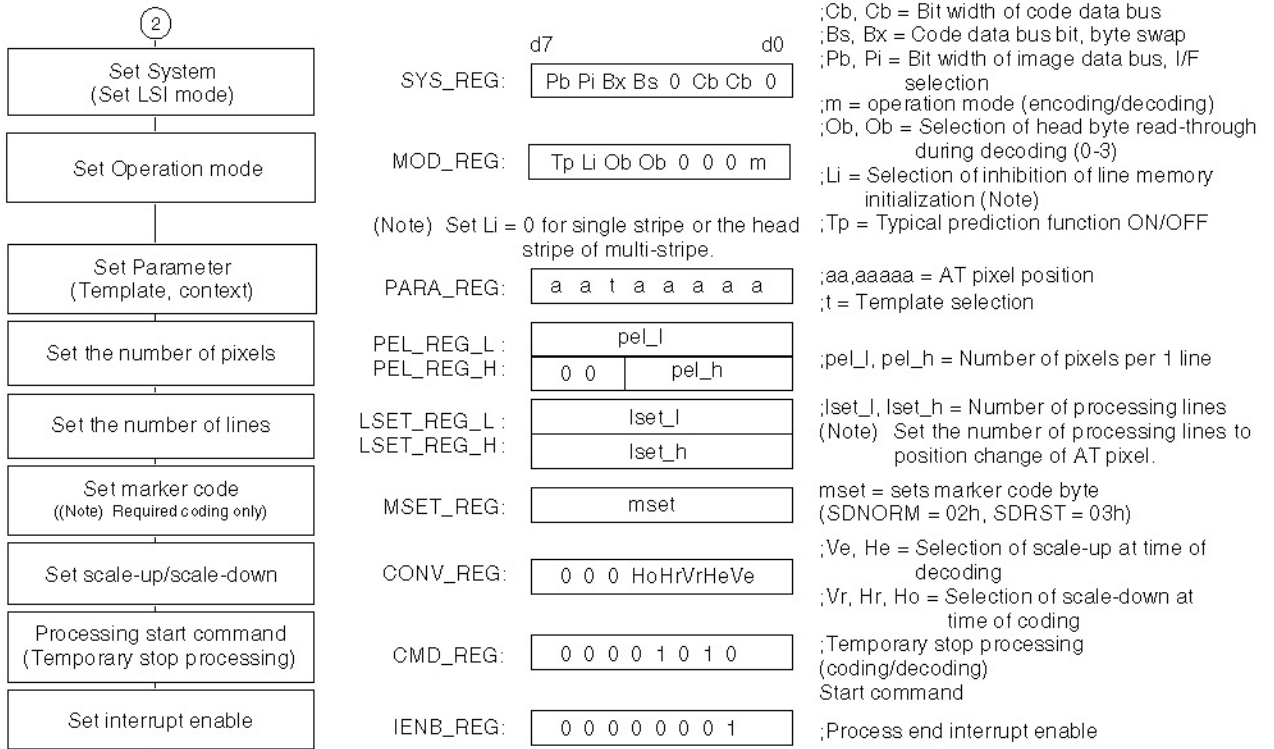 2
Set System
(Set LSI mode)
d7 d0
SYS_REG: Pb Pi Bx Bs 0 Cb Cb 0
;Cb, Cb = Bit width of code data bus
;Bs, Bx = Code data bus bit, byte swap
;Pb, Pi = Bit width of image data bus, I/F
selection
Set Operation mode
MOD_REG: Tp Li Ob Ob 0 0 0 m
;m = operation mode (encoding/decoding)
;Ob, Ob = Selection of head byte read-through
during decoding (0-3)
;Li = Selection of inhibition of line memory
initialization (Note)
;Tp = Typical prediction function ON/OFF
(Note) Set Li = 0 for single stripe or the head
stripe of multi-stripe.
Set Parameter
(Template, context)
PARA_REG: a a t a a a a a
;aa,aaaaa = AT pixel position
;t = Template selection
Set the number of pixels
PEL_REG_L : pel_l
PEL_REG_H: 0 0 pel_h
;pel_l, pel_h = Number of pixels per 1 line
Set the number of lines
LSET_REG_L : lset_l
LSET_REG_H: lset_h
;lset_l, lset_h = Number of processing lines
(Note) Set the number of processing lines to
position change of AT pixel.
Set marker code
((Note) Required coding only)
MSET_REG: mset
mset = sets marker code byte
(SDNORM = 02h, SDRST = 03h)
Set scale-up/scale-down
CONV_REG: 0 0 0 HoHrVrHeVe
;Ve, He = Selection of scale-up at time of
decoding
;Vr, Hr, Ho = Selection of scale-down at
time of coding
Processing start command
(Temporary stop processing)
CMD_REG: 0 0 0 0 1 0 1 0
;Temporary stop processing
(coding/decoding)
Start command
Set interrupt enable
IENB_REG: 0 0 0 0 0 0 0 1
;Process end interrupt enable